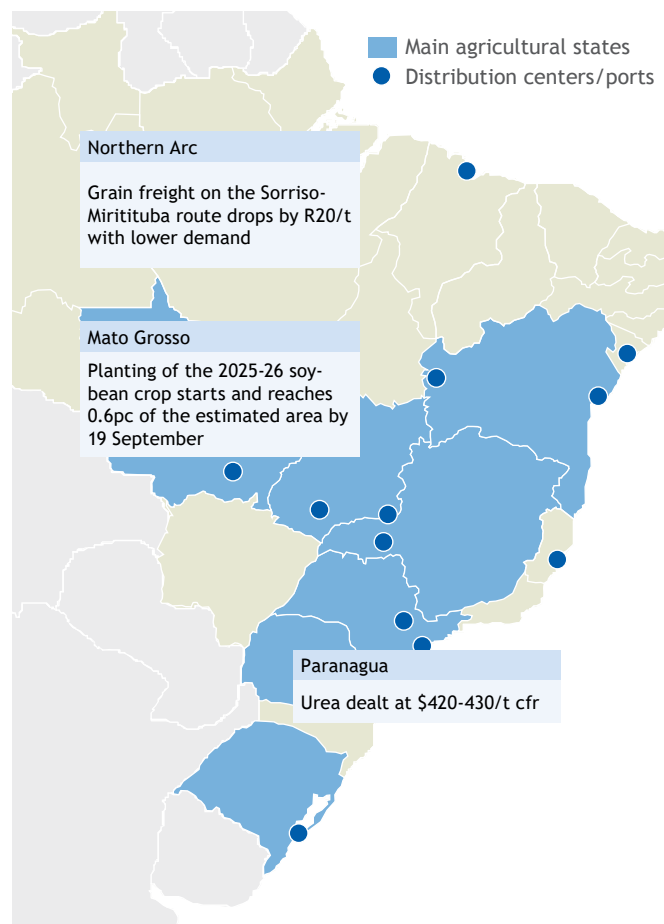 Main agricultural states
Distribution centers/ports
Northern Arc
Grain freight on the Sorriso-
Miritituba route drops by R20/t
with lower demand
Mato Grosso
Planting of the 2025-26 soy-
bean crop starts and reaches
0.6pc of the estimated area by
19 September
Paranagua
Urea dealt at $420-430/t cfr